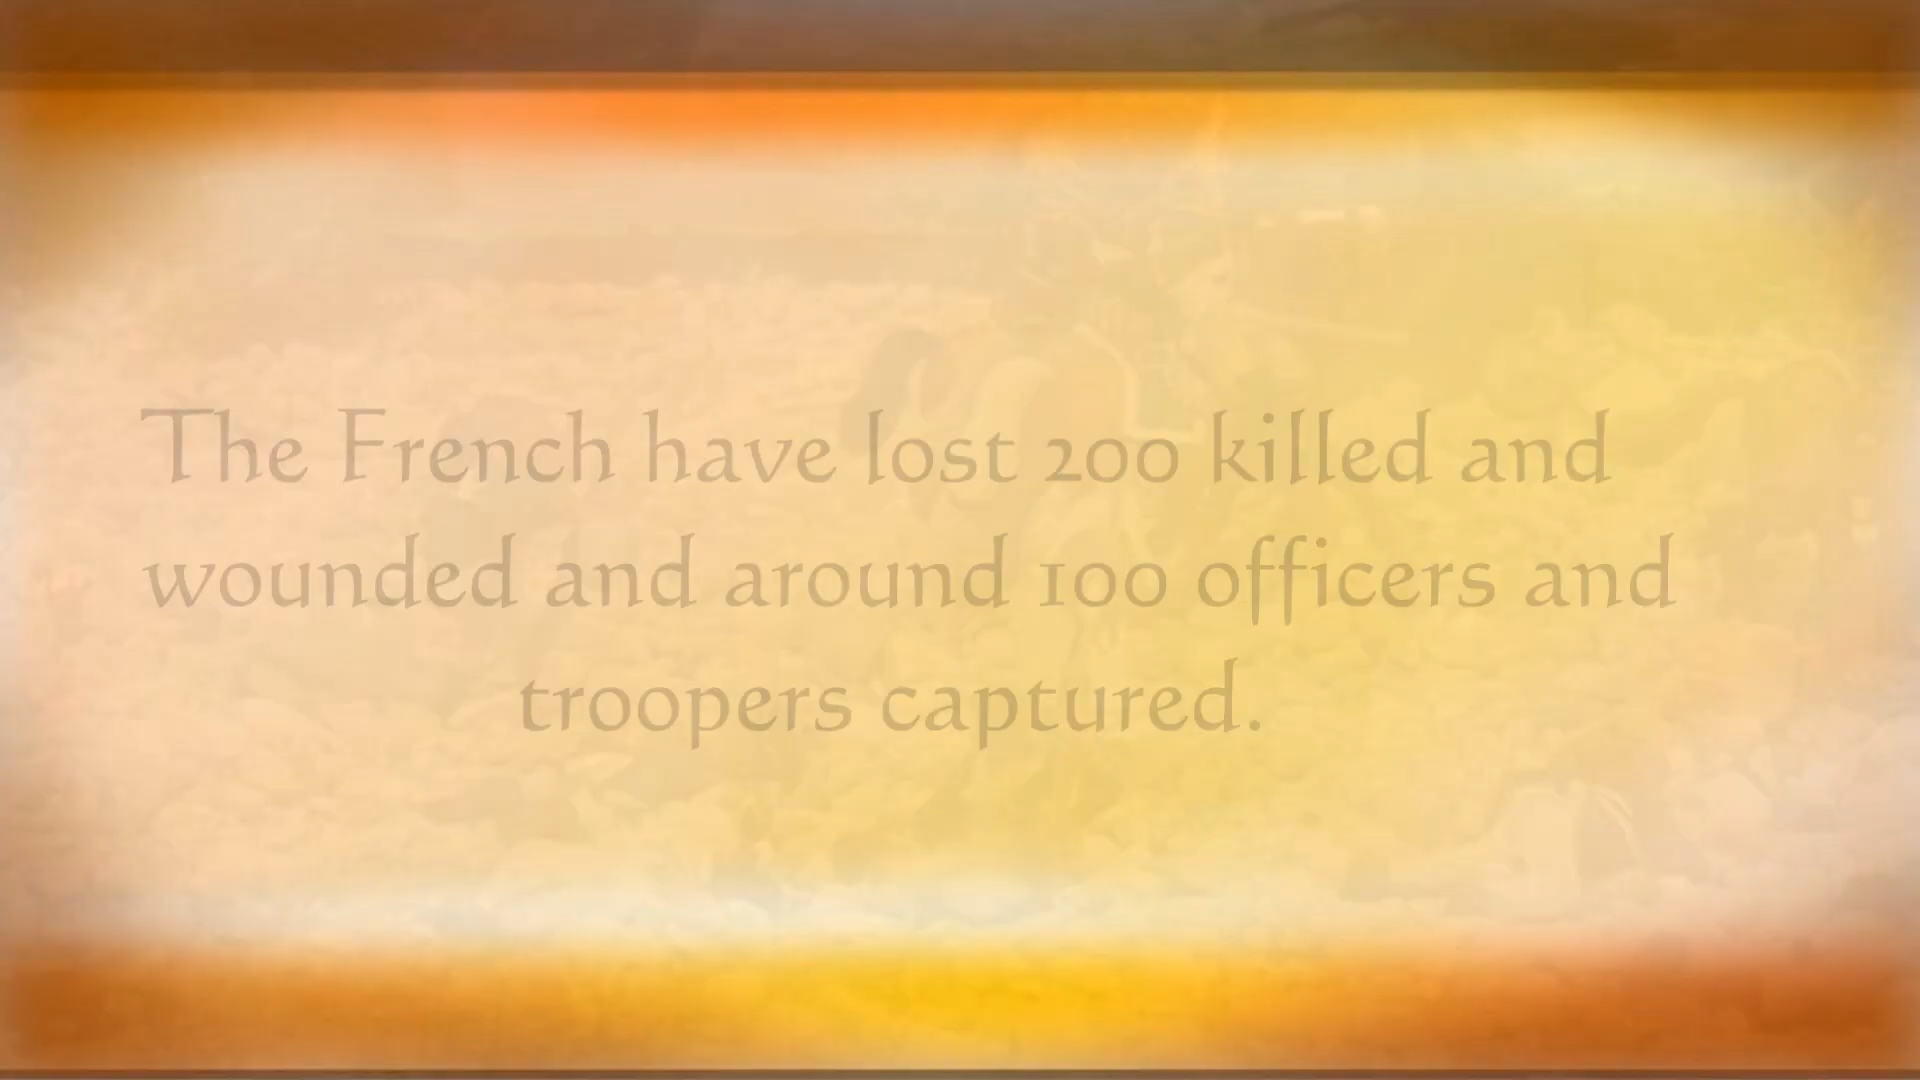 The French have lost 200 killed and
wounded and around 100 officers and
troopers captured.